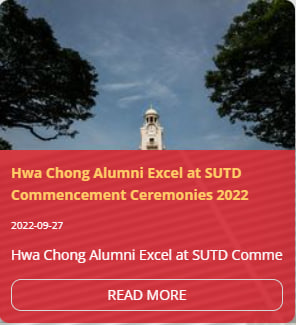 Hwa Chong Alumni Excel at SUTD
Commencement Ceremonies 2022
2022-09-27
Hwa Chong Alumni Excel at SUTD Comme
READ MORE